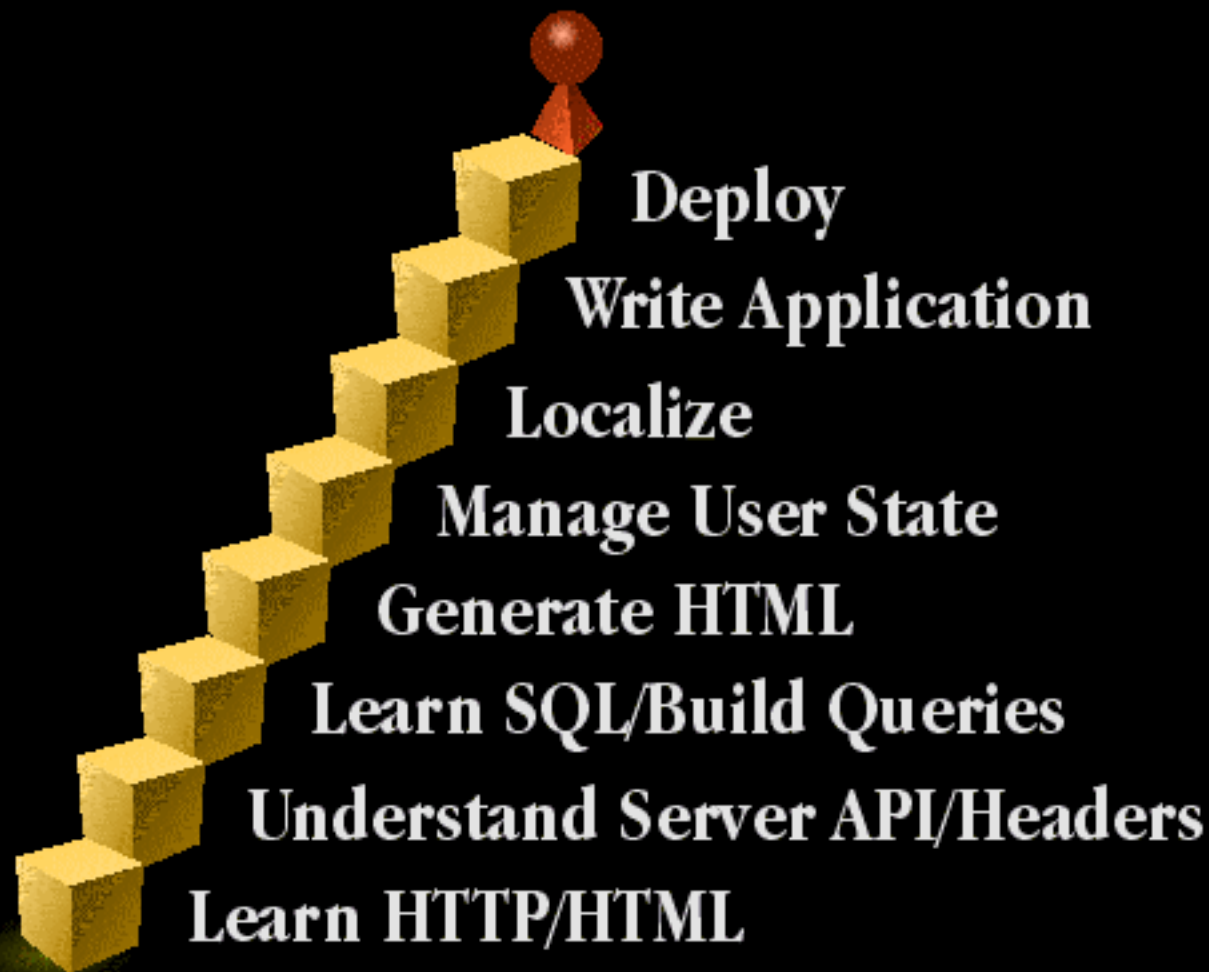 Deploy
Write Application
Localize
Manage User State
Generate HTML
Learn SQL/Build Queries
Understand Server API/Headers
Learn HTTP/HTML